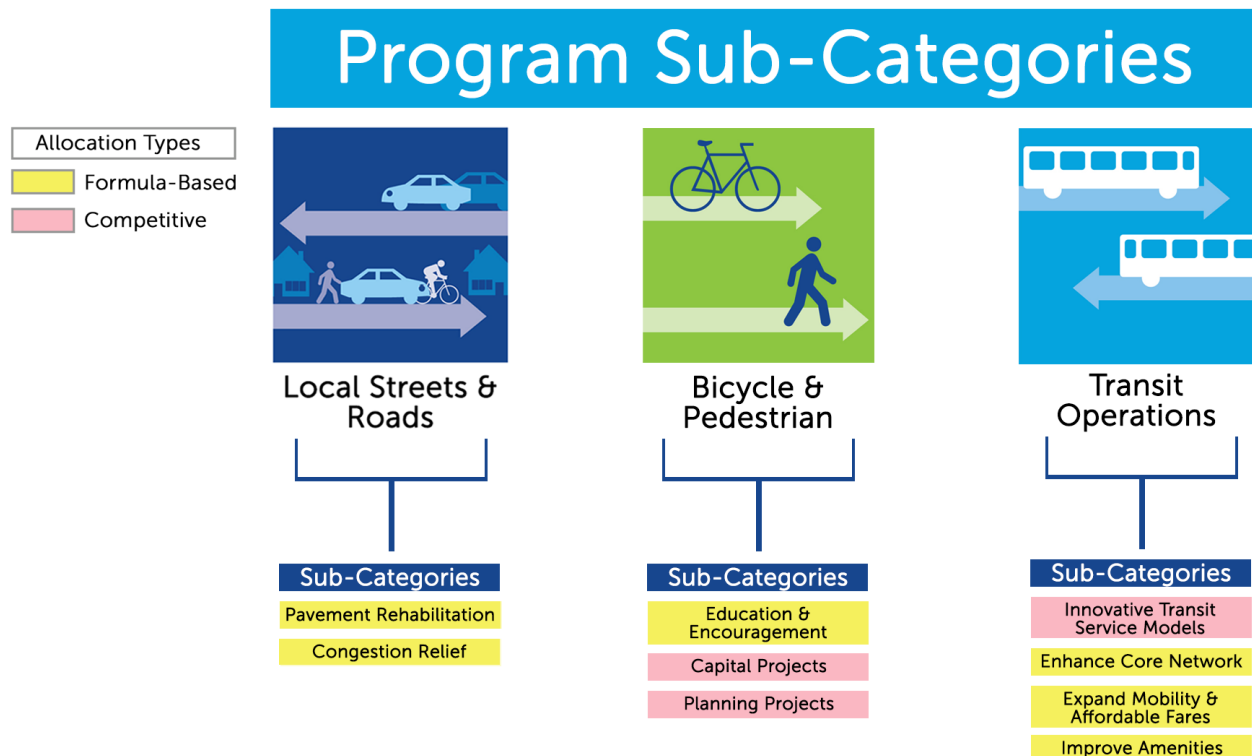 Program Sub-Categories
Allocation Types
Formula-Based
Competitive
Local Streets &
Roads
Sub-Categories
Pavement Rehabilitation
Congestion Relief
Bicycle &
Pedestrian
Sub-Categories
Education &
Encouragement
Capital Projects
Planning Projects
Transit
Operations
Sub-Categories
Innovative Transit
Service Models
Enhance Core Network
Expand Mobility &
Affordable Fares
Improve Amenities